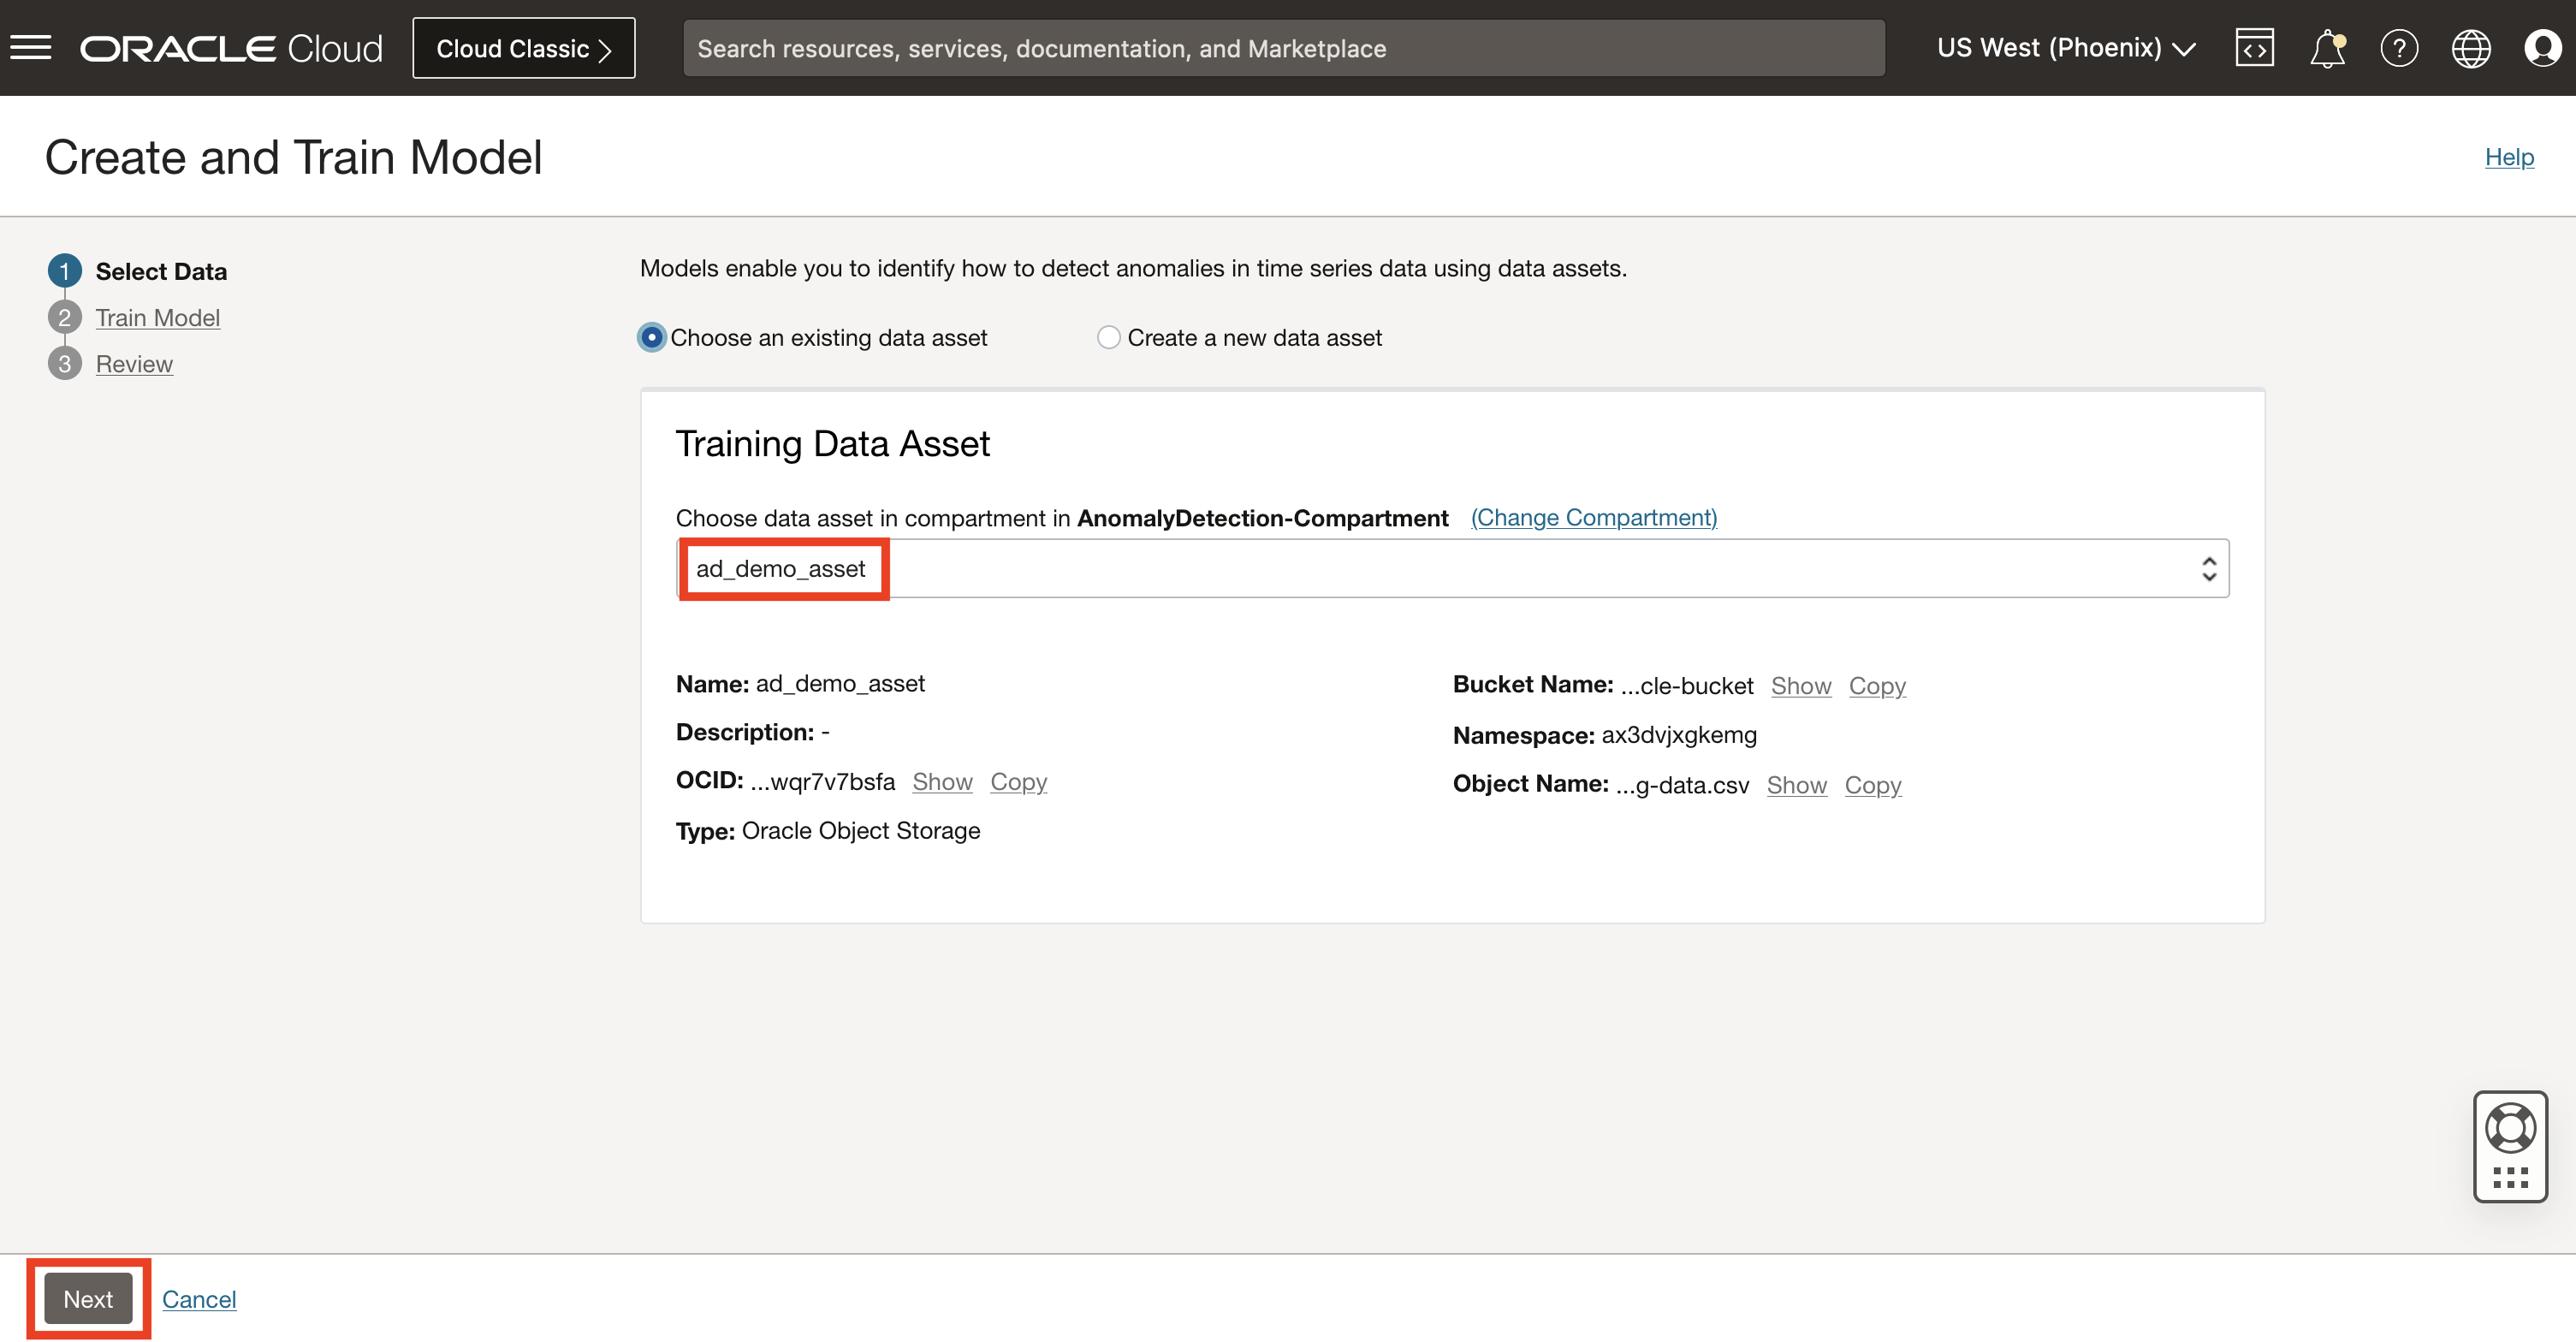 ORACLE Cloud
Cloud Classic
Search resources, services, documentation, and Marketplace
US West (Phoenix)
Create and Train Model
Help
1 Select Data
2 Train Model
3 Review
Models enable you to identify how to detect anomalies in time series data using data assets.
Choose an existing data asset
Create a new data asset
Training Data Asset
Choose data asset in compartment in AnomalyDetection-Compartment (Change Compartment)
ad_demo_asset
Name: ad_demo_asset
Description: -
OCID: ...wqr7v7bsfa Show Copy
Type: Oracle Object Storage
Bucket Name: ...cle-bucket Show Copy
Namespace: ax3dvjxgkemg
Object Name: ...g-data.csv Show Copy
Next
Cancel